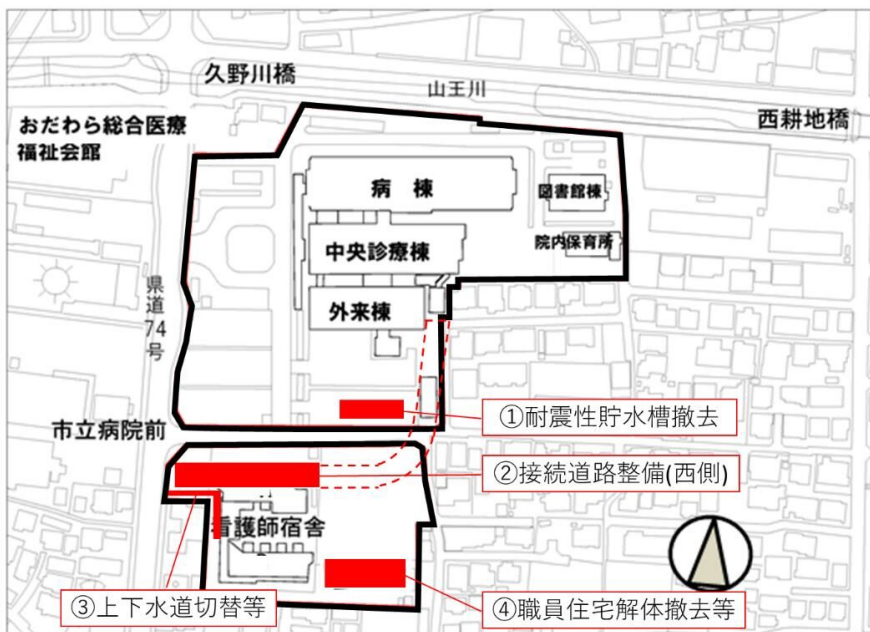 久野川橋
山王川
西耕地橋
おだわら総合医療
福祉会館
病 棟
図書館棟
中央診療棟
院内保育所
外来棟
県道74号
①耐震性貯水槽撤去
市立病院前
②接続道路整備(西側)
看護師宿舎
③上下水道切替等
④職員住宅解体撤去等